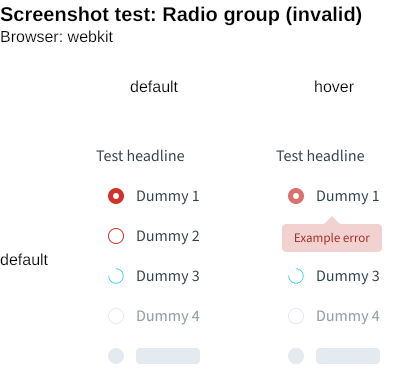 Screenshot test: Radio group (invalid)
Browser: webkit
default hover
Test headline Test headline
Dummy 1 Dummy 1
Dummy 2 Example error
default
Dummy 3 Dummy 3
Dummy 4 Dummy 4